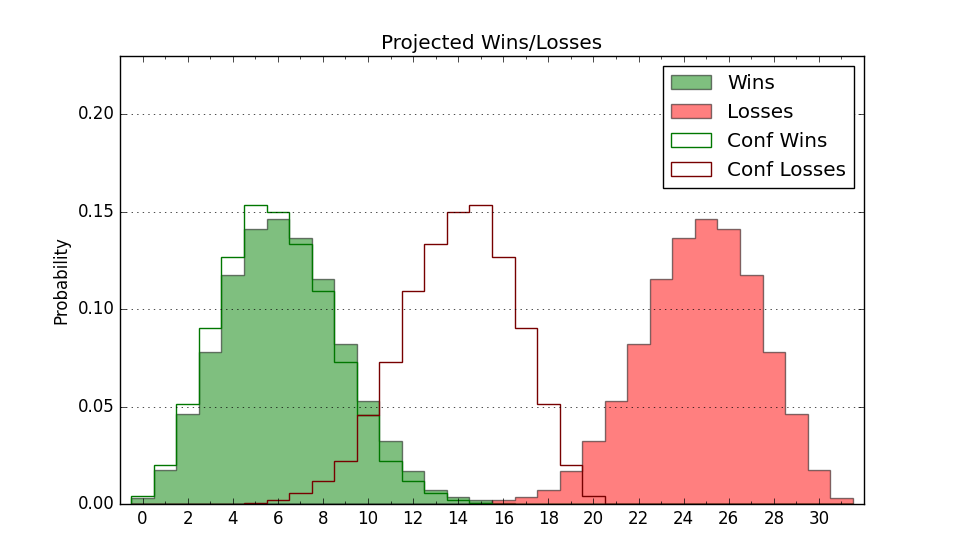 Projected Wins/Losses
Wins
Losses
Conf Wins
Conf Losses
Probability
0.20
0.15
0.10
0.05
0.00
0 2 4 6 8 10 12 14 16 18 20 22 24 26 28 30